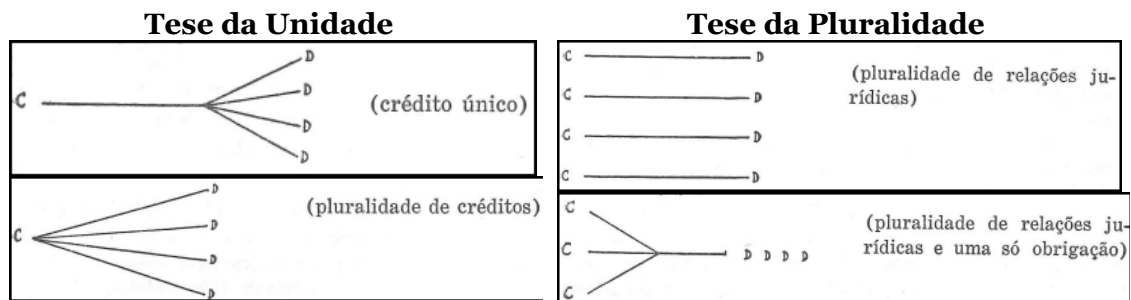 Tese da Unidade
D
D
C
(crédito único)
D
D
D
(pluralidade de créditos)
D
C
D
D
Tese da Pluralidade
C D
(pluralidade de relações ju-
rídicas)
C D
C D
C D
C
(pluralidade de relações ju-
rídicas e uma só obrigação)
C D D D D
C